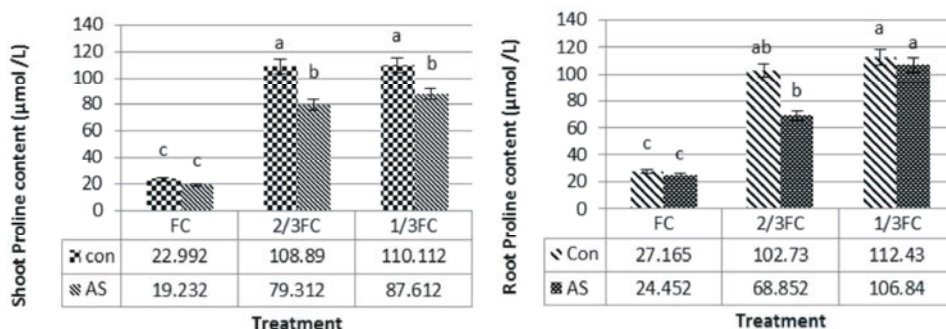 Shoot Proline content (µmol /L)
140
120
100
80
60
40
20
0
c c a b a b
FC 2/3FC 1/3FC
con 22.992 108.89 110.112
AS 19.232 79.312 87.612
Treatment
Root Proline content (µmol /L)
140
120
100
80
60
40
20
0
c c ab b a a
FC 2/3FC 1/3FC
Con 27.165 102.73 112.43
AS 24.452 68.852 106.84
Treatment